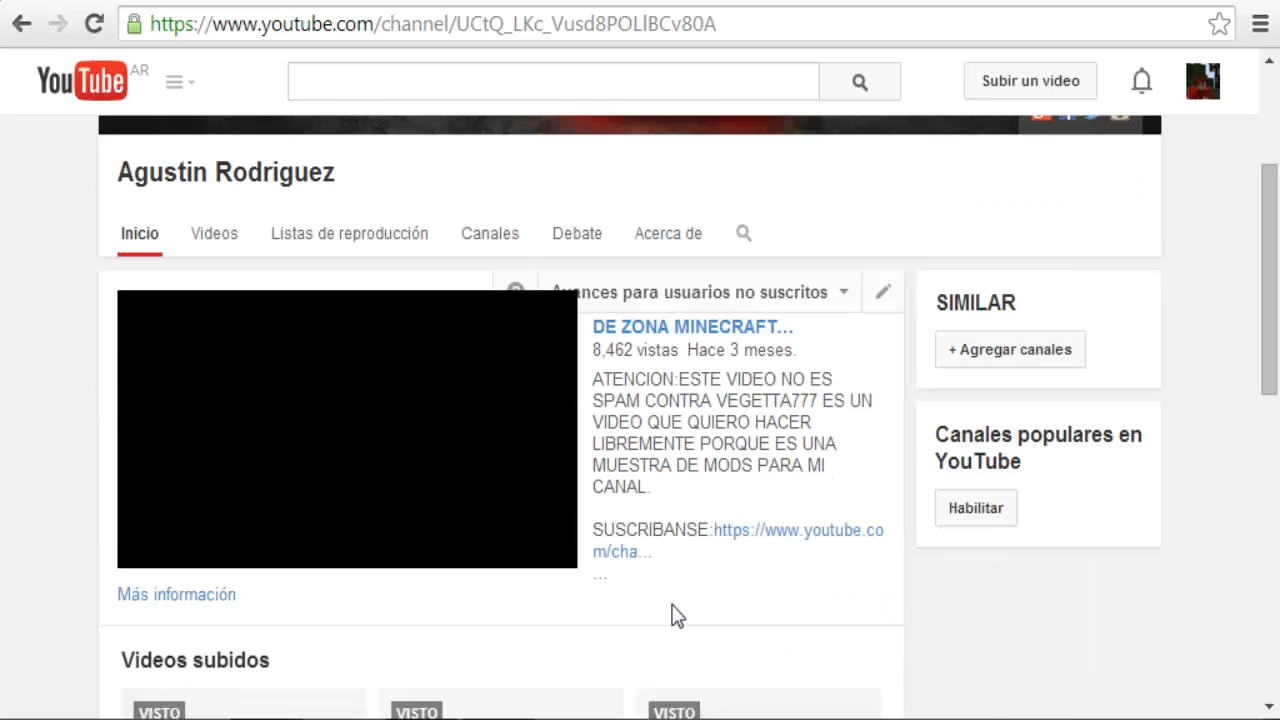 https://www.youtube.com/channel/UCtQ_LKc_Vusd8POLlBCv80A
YouTube AR
Subir un video
Agustin Rodriguez
Inicio Videos Listas de reproducción Canales Debate Acerca de
Avances para usuarios no suscritos
DE ZONA MINECRAFT...
8,462 vistas Hace 3 meses.
ATENCION:ESTE VIDEO NO ES
SPAM CONTRA VEGETTA777 ES UN
VIDEO QUE QUIERO HACER
LIBREMENTE PORQUE ES UNA
MUESTRA DE MODS PARA MI
CANAL.
SUSCRIBANSE:https://www.youtube.co
m/cha...
...
Más información
SIMILAR
+ Agregar canales
Canales populares en
YouTube
Habilitar
Videos subidos
VISTO VISTO VISTO